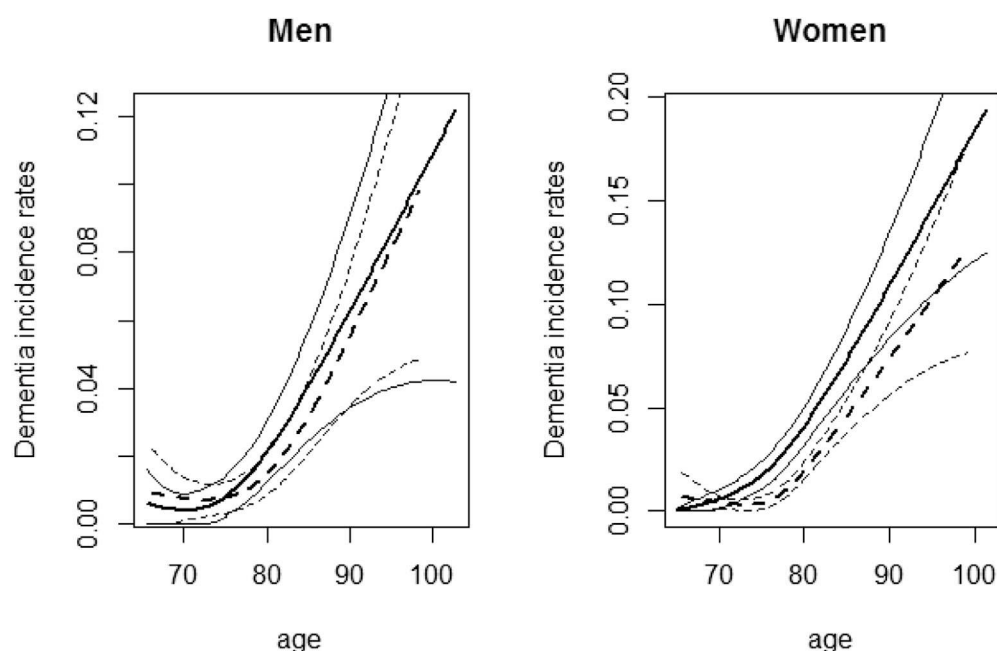 Men
Dementia incidence rates
0.12
0.08
0.04
0.00
70 80 90 100
age
Women
Dementia incidence rates
0.20
0.15
0.10
0.05
0.00
70 80 90 100
age